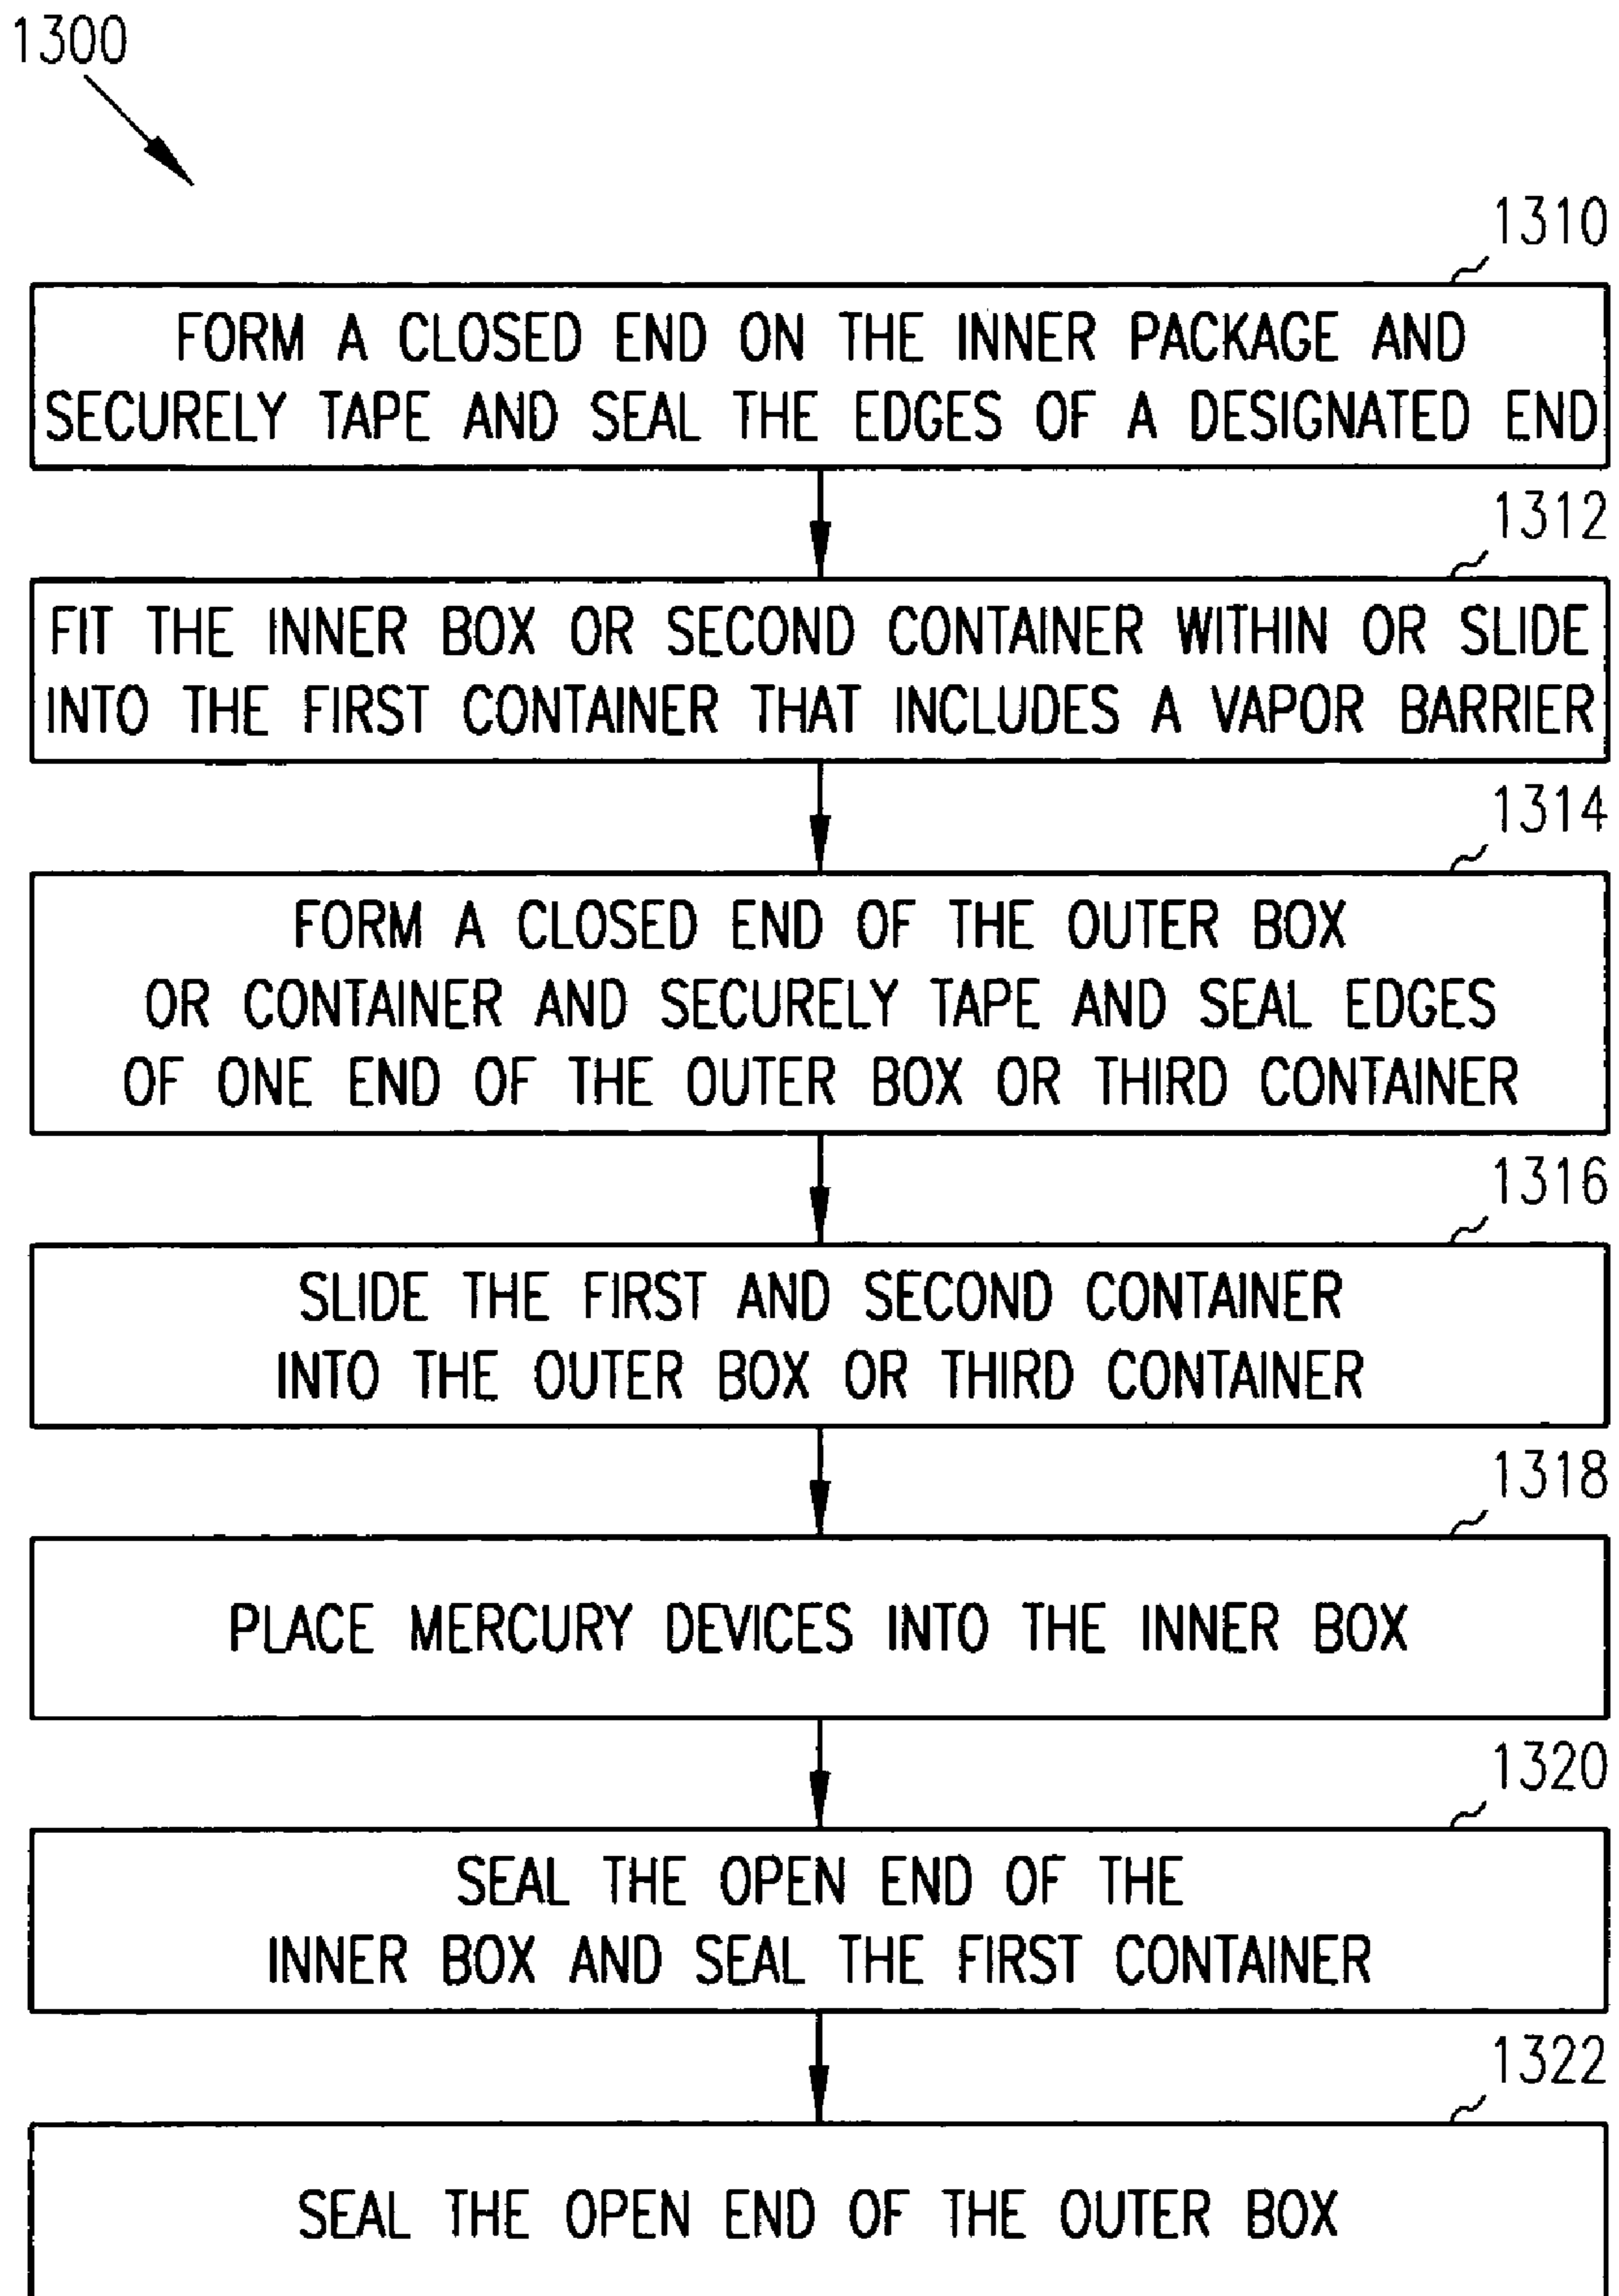 1300
1310
FORM A CLOSED END ON THE INNER PACKAGE AND
SECURELY TAPE AND SEAL THE EDGES OF A DESIGNATED END
1312
FIT THE INNER BOX OR SECOND CONTAINER WITHIN OR SLIDE
INTO THE FIRST CONTAINER THAT INCLUDES A VAPOR BARRIER
1314
FORM A CLOSED END OF THE OUTER BOX
OR CONTAINER AND SECURELY TAPE AND SEAL EDGES
OF ONE END OF THE OUTER BOX OR THIRD CONTAINER
1316
SLIDE THE FIRST AND SECOND CONTAINER
INTO THE OUTER BOX OR THIRD CONTAINER
1318
PLACE MERCURY DEVICES INTO THE INNER BOX
1320
SEAL THE OPEN END OF THE
INNER BOX AND SEAL THE FIRST CONTAINER
1322
SEAL THE OPEN END OF THE OUTER BOX